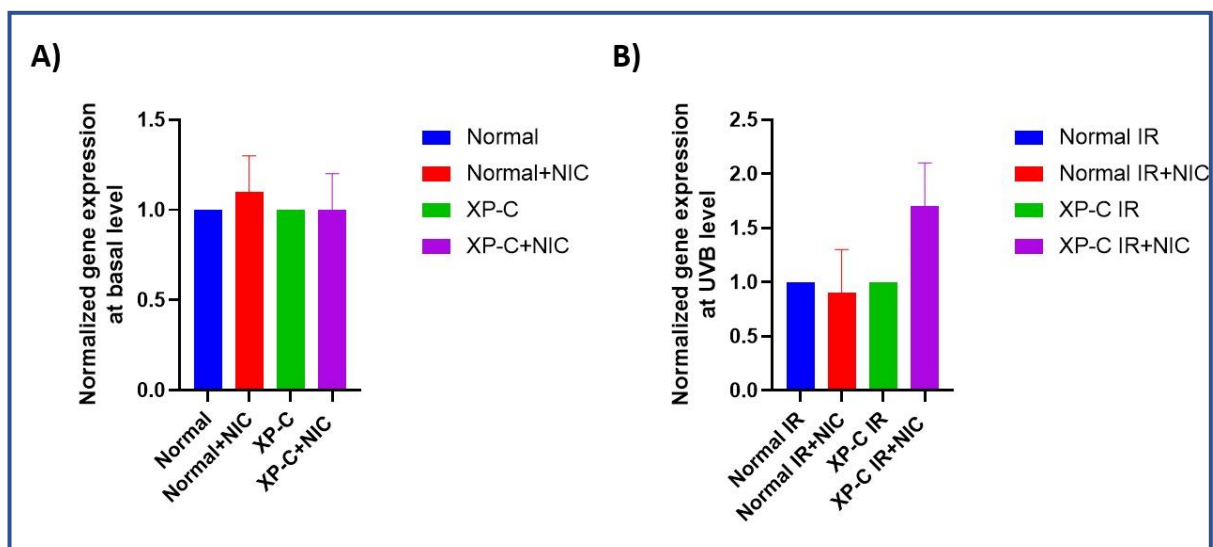 A)
Normalized gene expression
at basal level
1.5
1.0
0.5
0.0
Normal
Normal+NIC
XP-C
XP-C+NIC
Normal
Normal+NIC
XP-C
XP-C+NIC
B)
Normalized gene expression
at UVB level
2.5
2.0
1.5
1.0
0.5
0.0
Normal IR
Normal IR+NIC
XP-C IR
XP-C IR+NIC
Normal IR
Normal IR+NIC
XP-C IR
XP-C IR+NIC